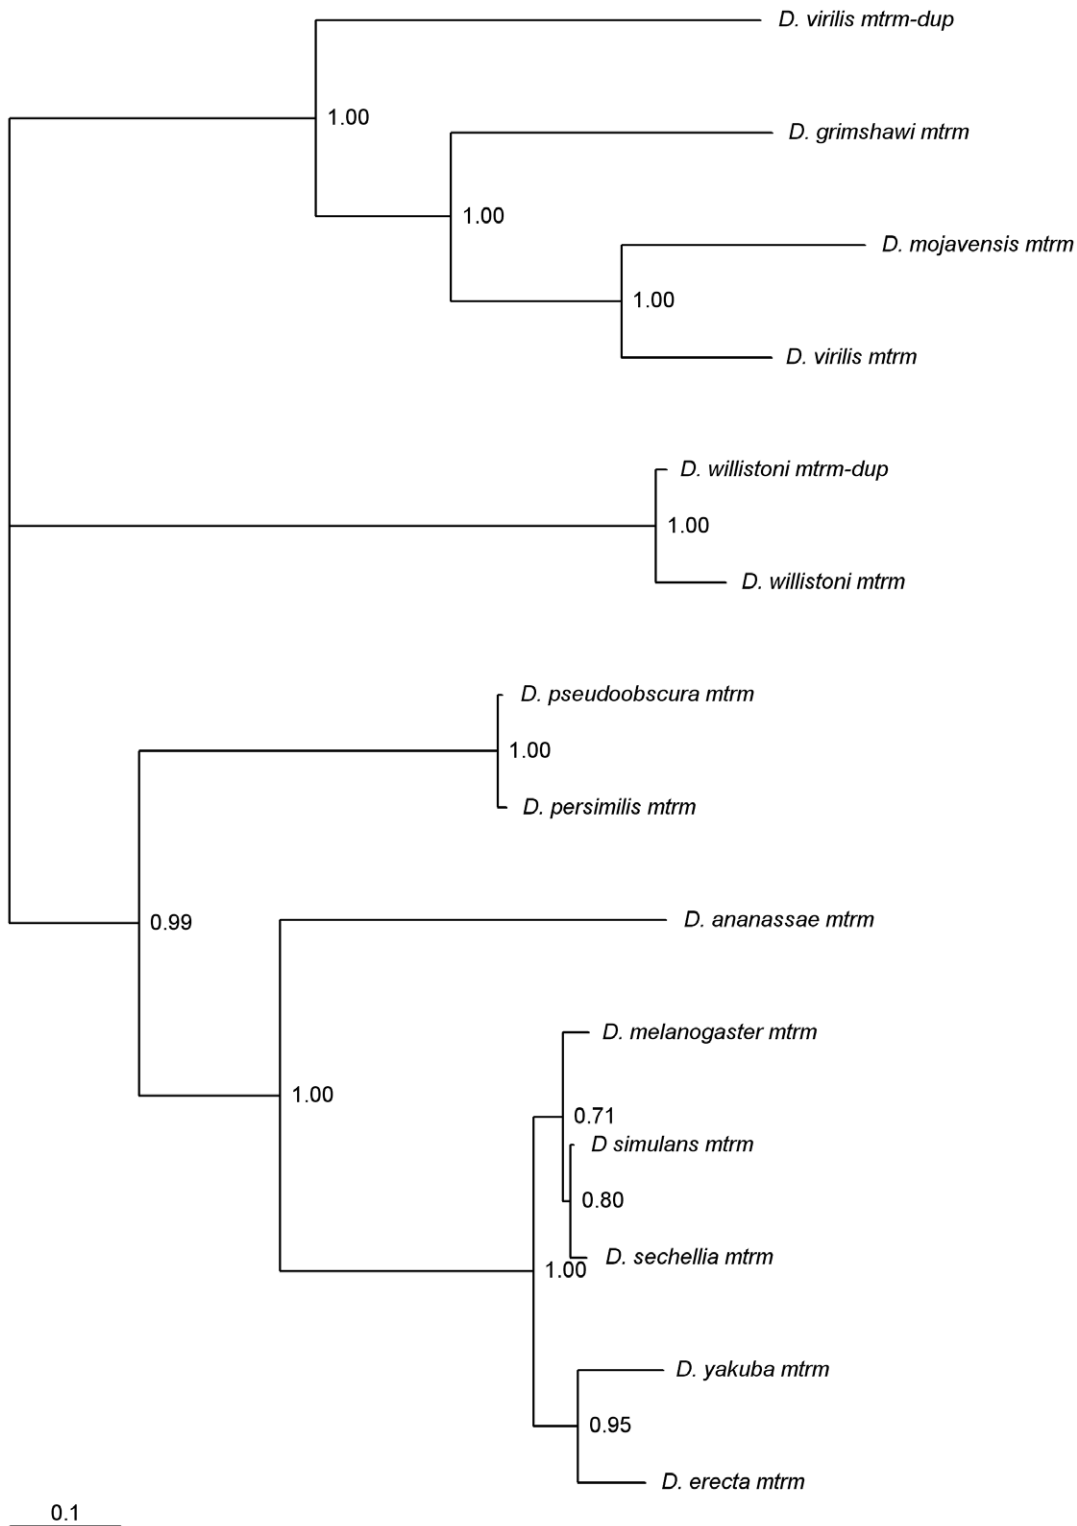 D. virilis mtrm-dup
1.00
D. grimshawi mtrm
1.00
D. mojavensis mtrm
1.00
D. virilis mtrm
D. willistoni mtrm-dup
1.00
D. willistoni mtrm
D. pseudoobscura mtrm
1.00
D. persimilis mtrm
0.99
D. ananassae mtrm
D. melanogaster mtrm
1.00
0.71
D simulans mtrm
0.80
D. sechellia mtrm
1.00
D. yakuba mtrm
0.95
D. erecta mtrm
0.1